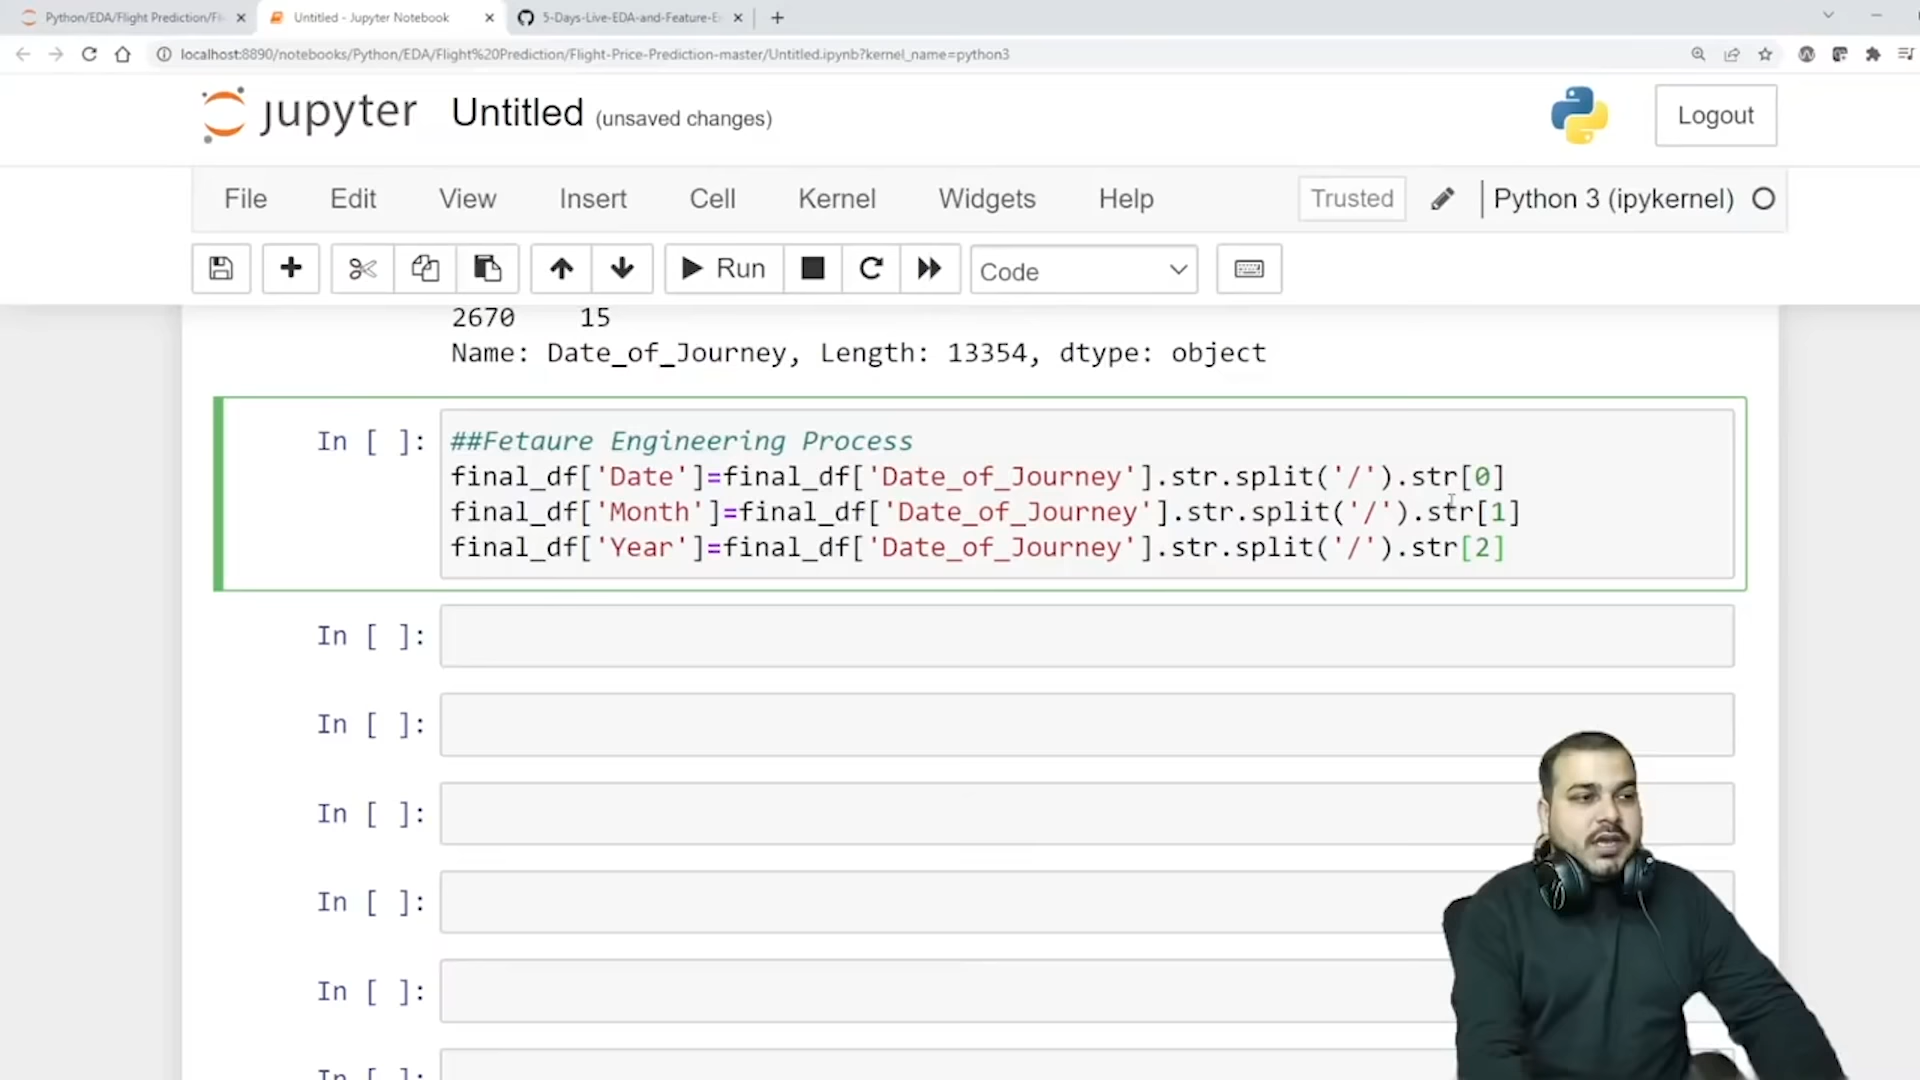 Python/EDA/Flight Prediction/Fl
Untitled - Jupyter Notebook
5-Days-Live-EDA-and-Feature-E
localhost:8890/notebooks/Python/EDA/Flight%20Prediction/Flight-Price-Prediction-master/Untitled.ipynb?kernel_name=python3
jupyter Untitled (unsaved changes)
Logout
File Edit View Insert Cell Kernel Widgets Help Trusted Python 3 (ipykernel)
Run Code
2670 15
Name: Date_of_Journey, Length: 13354, dtype: object
In [ ]: ##Fetaure Engineering Process
final_df['Date']=final_df['Date_of_Journey'].str.split('/').str[0]
final_df['Month']=final_df['Date_of_Journey'].str.split('/').str[1]
final_df['Year']=final_df['Date_of_Journey'].str.split('/').str[2]
In [ ]:
In [ ]:
In [ ]:
In [ ]:
In [ ]:
In [ ]: